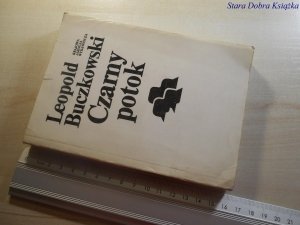 Stara Dobra Książka
Leopold
Buczkowski
Czarny
potok